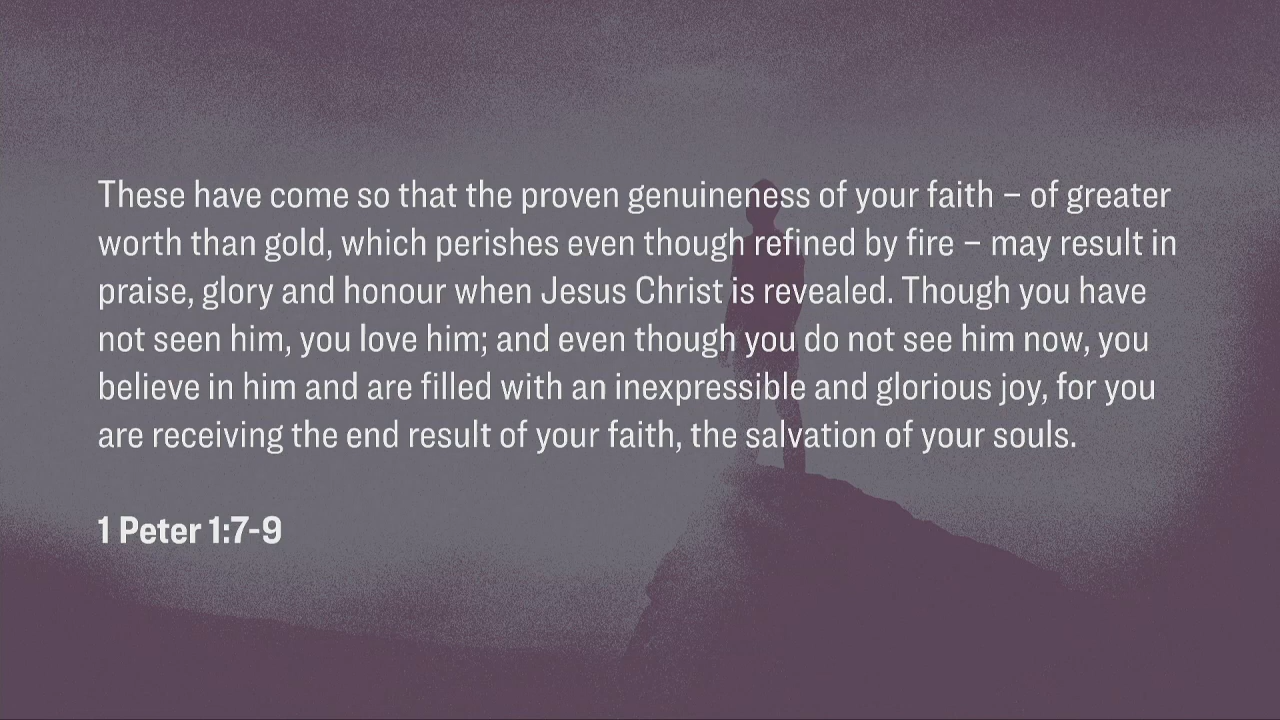 These have come so that the proven genuineness of your faith – of greater
worth than gold, which perishes even though refined by fire – may result in
praise, glory and honour when Jesus Christ is revealed. Though you have
not seen him, you love him; and even though you do not see him now, you
believe in him and are filled with an inexpressible and glorious joy, for you
are receiving the end result of your faith, the salvation of your souls.
1 Peter 1:7-9